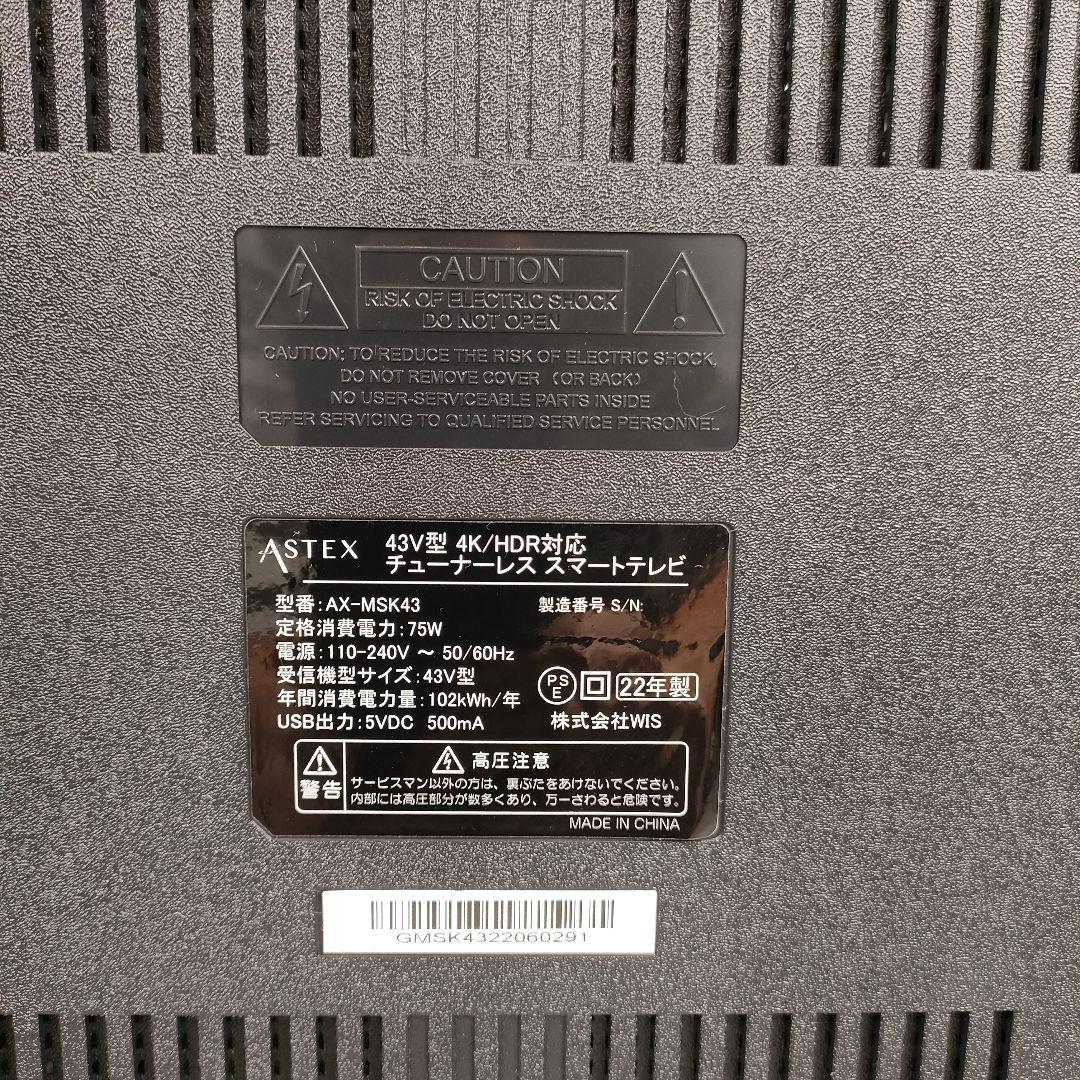 CAUTION
RISK OF ELECTRIC SHOCK
DO NOT OPEN
CAUTION: TO REDUCE THE RISK OF ELECTRIC SHOCK,
DO NOT REMOVE COVER (OR BACK)
NO USER-SERVICEABLE PARTS INSIDE
REFER SERVICING TO QUALIFIED SERVICE PERSONNEL
ASTEX 43V型 4K/HDR対応
チューナーレス スマートテレビ
型番:AX-MSK43 製造番号 S/N:
定格消費電力:75W
電源:110-240V ～ 50/60Hz
受信機型サイズ:43V型
年間消費電力量:102kWh/年
PS E 22年製
USB出力:5VDC 500mA 株式会社WIS
高圧注意
警告
サービスマン以外の方は、裏ぶたをあけないでください。
内部には高圧部分が数多くあり、万一さわると危険です。
MADE IN CHINA
GMSK4322060291